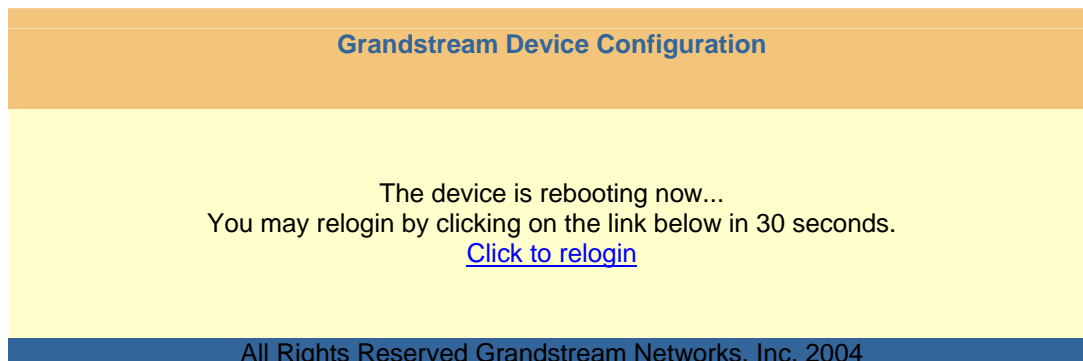 Grandstream Device Configuration
The device is rebooting now...
You may relogin by clicking on the link below in 30 seconds.
Click to relogin
All Rights Reserved Grandstream Networks, Inc. 2004